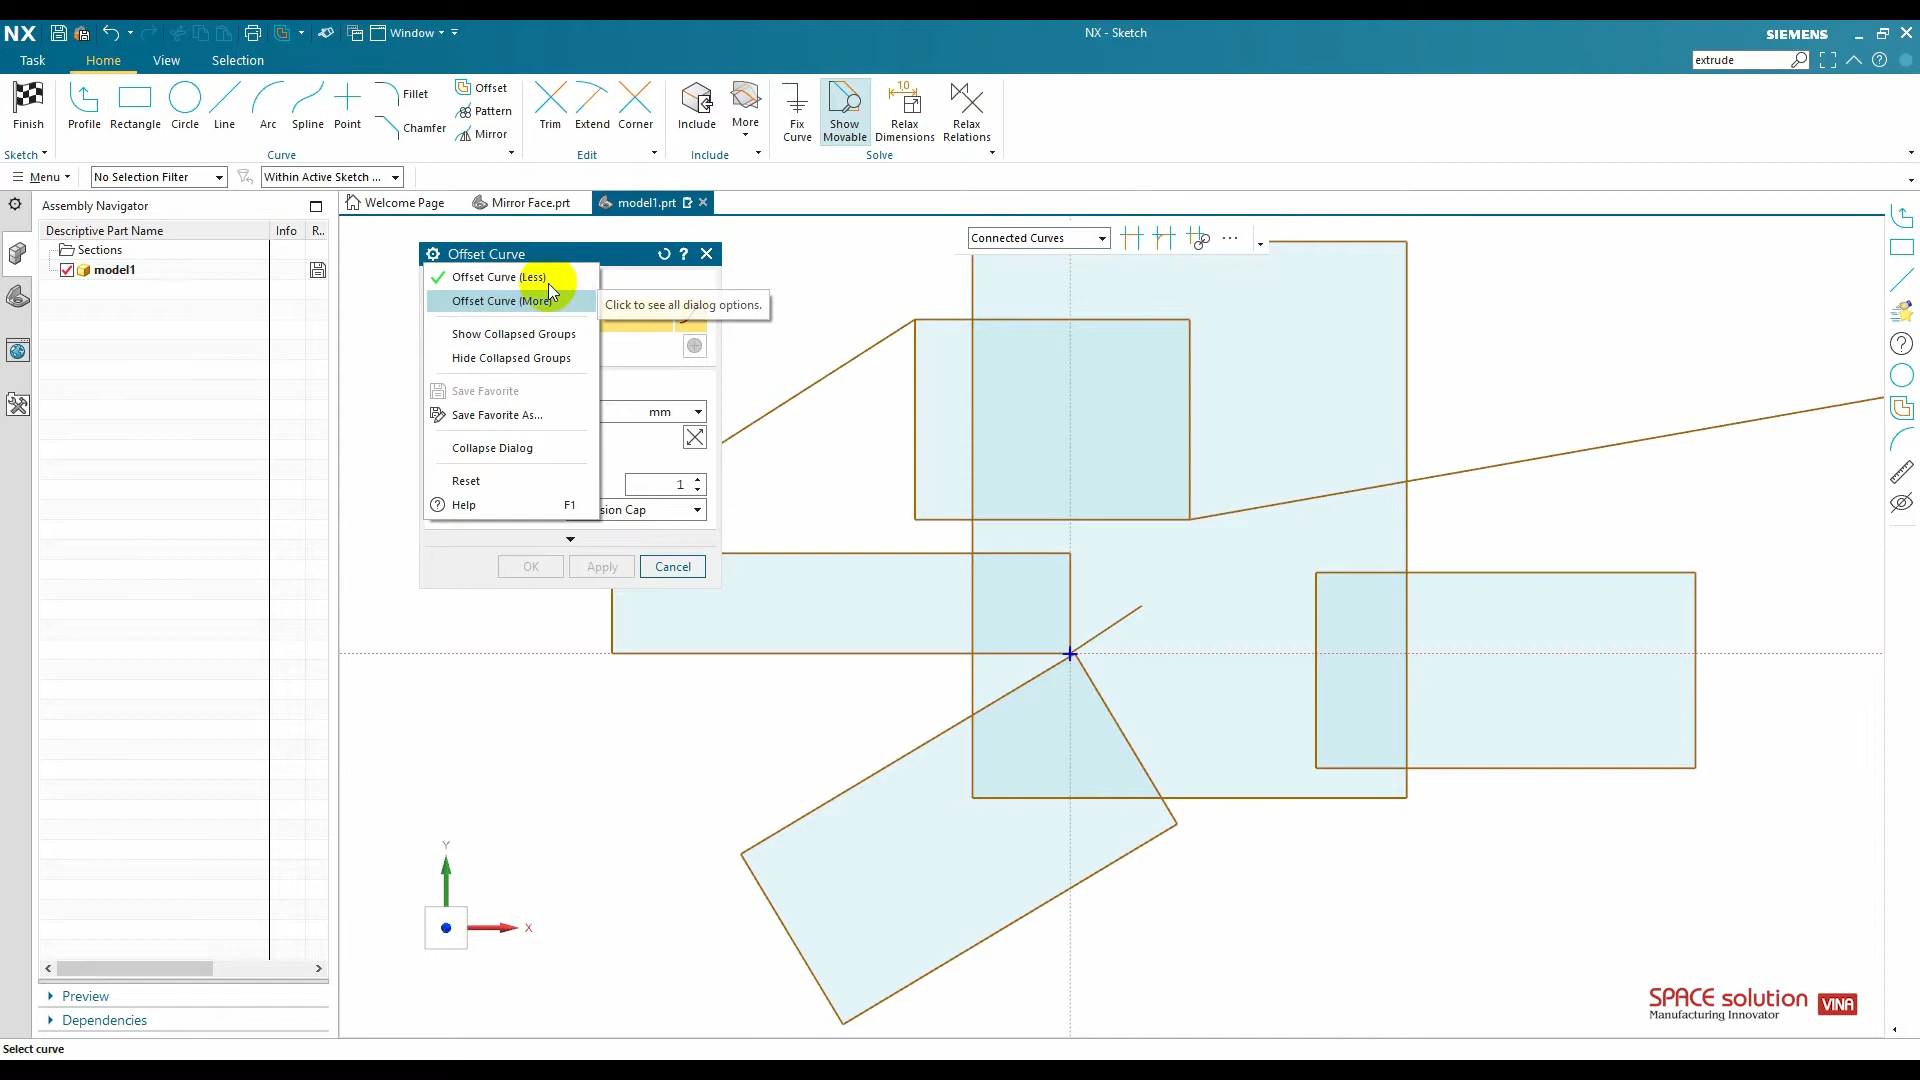 NX
Window
NX - Sketch
SIEMENS
Task
Home
View
Selection
extrude
Finish
Profile
Rectangle
Circle
Line
Arc
Spline
Point
Fillet
Chamfer
Offset
Pattern
Mirror
Trim
Extend
Corner
Include
More
Fix
Curve
Show
Movable
1,0
Relax
Dimensions
Relax
Relations
Sketch
Curve
Edit
Include
Solve
Menu
No Selection Filter
Within Active Sketch ...
Assembly Navigator
Welcome Page
Mirror Face.prt
model1.prt
Descriptive Part Name
Info
R..
Sections
model1
Connected Curves
Offset Curve
Offset Curve (Less)
Offset Curve (More)
Click to see all dialog options.
Show Collapsed Groups
Hide Collapsed Groups
Save Favorite
Save Favorite As...
mm
Collapse Dialog
Reset
1
Help F1
sion Cap
OK
Apply
Cancel
Y
X
Preview
Dependencies
SPACE solution VINA
Manufacturing Innovator
Select curve